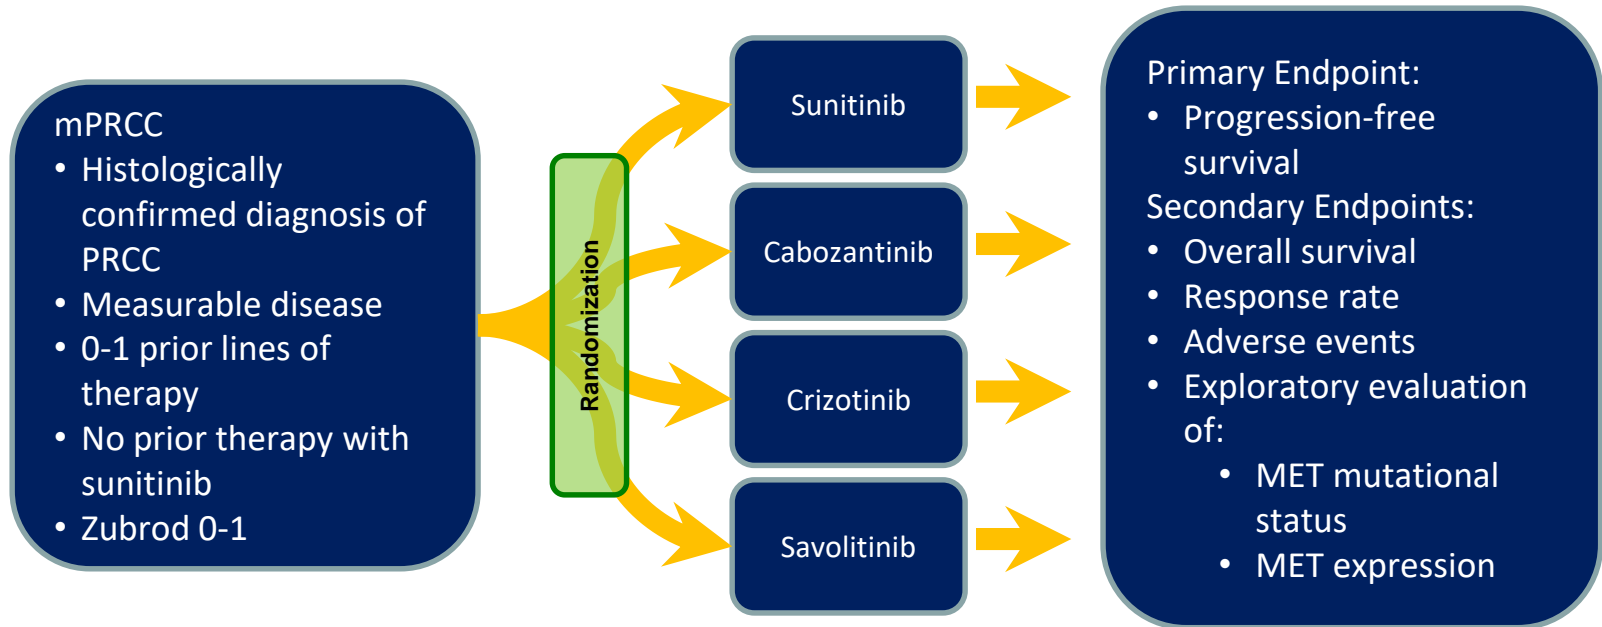 mPRCC
• Histologically
confirmed diagnosis of
PRCC
• Measurable disease
• 0-1 prior lines of
therapy
• No prior therapy with
sunitinib
• Zubrod 0-1
Randomization
Sunitinib
Cabozantinib
Crizotinib
Savolitinib
Primary Endpoint:
• Progression-free
survival
Secondary Endpoints:
• Overall survival
• Response rate
• Adverse events
• Exploratory evaluation
of:
• MET mutational
status
• MET expression